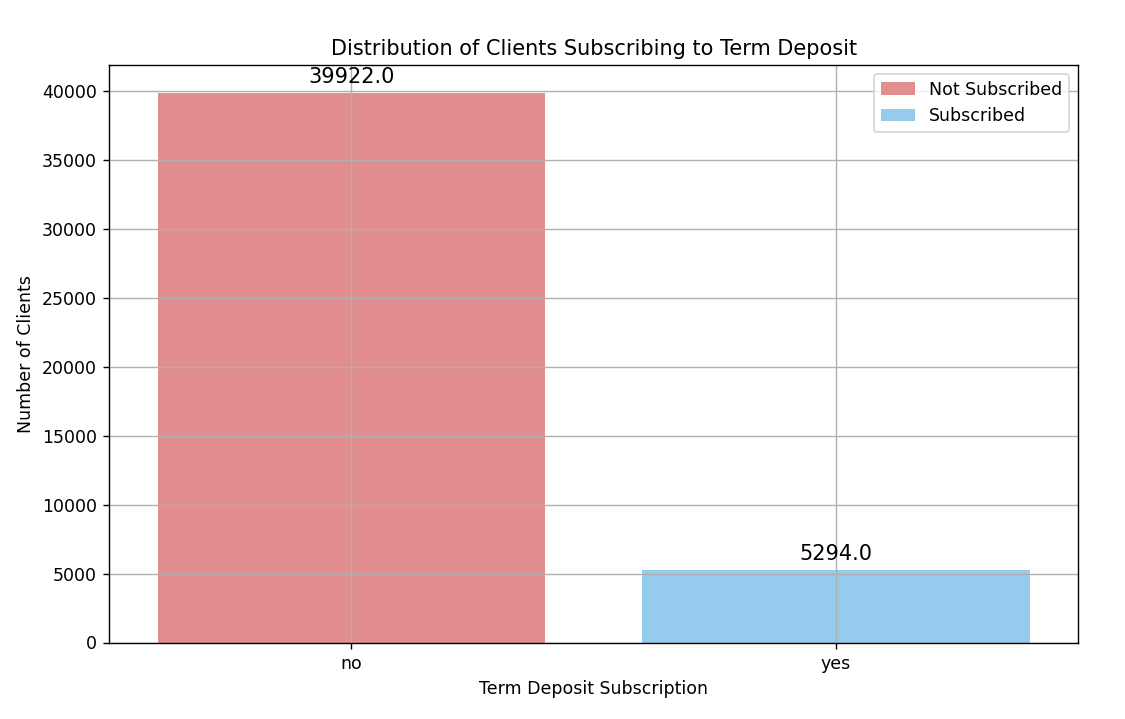 Distribution of Clients Subscribing to Term Deposit
39922.0
Not Subscribed
Subscribed
40000
35000
30000
25000
20000
15000
10000
5000
0
Number of Clients
5294.0
no
yes
Term Deposit Subscription